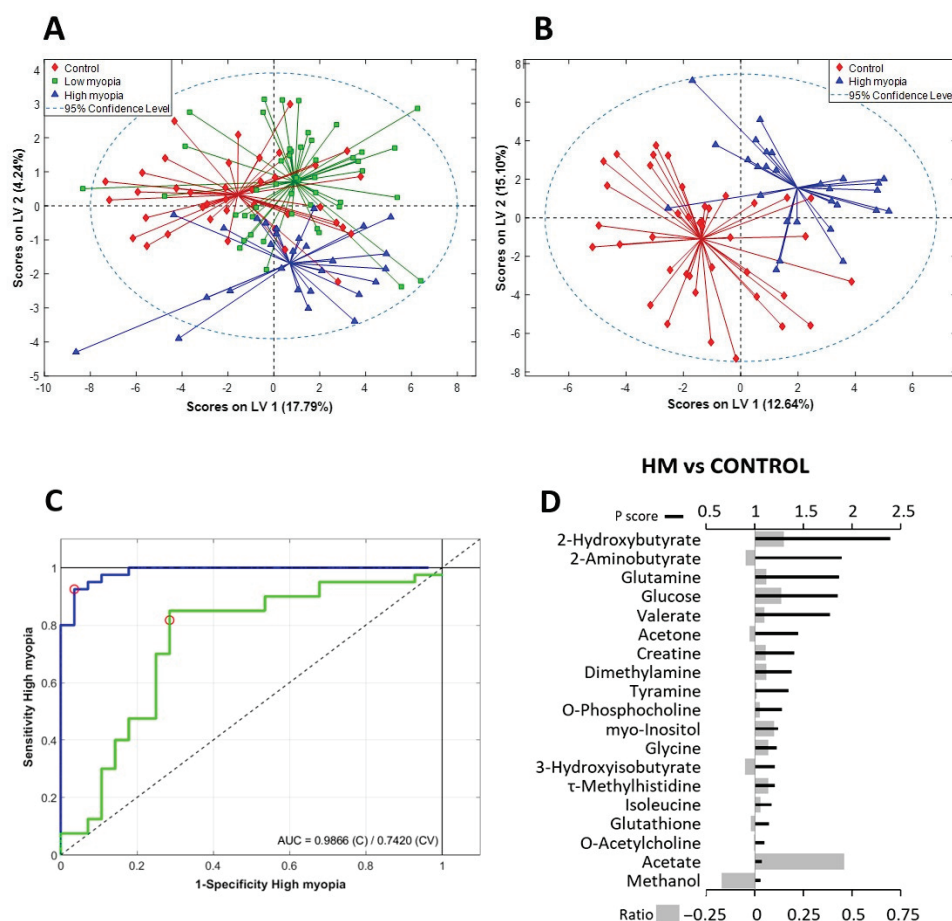 A
B
Control
Low myopia
High myopia
95% Confidence Level
Scores on LV 2 (4.24%)
4
3
2
1
0
-1
-2
-3
-4
-5
-10
-8
-6
-4
-2
0
2
4
6
8
10
Scores on LV 1 (17.79%)
Control
High myopia
95% Confidence Level
Scores on LV 2 (15.10%)
8
6
4
2
0
-2
-4
-6
-8
-6
-4
-2
0
2
4
6
Scores on LV 1 (12.64%)
C
Sensitivity High myopia
1
0.8
0.6
0.4
0.2
0
0
0.2
0.4
0.6
0.8
1
AUC = 0.9866 (C) / 0.7420 (CV)
1-Specificity High myopia
HM vs CONTROL
D
0.5 1 1.5 2 2.5
P score
2-Hydroxybutyrate
2-Aminobutyrate
Glutamine
Glucose
Valerate
Acetone
Creatine
Dimethylamine
Tyramine
O-Phosphocholine
myo-Inositol
Glycine
3-Hydroxyisobutyrate
τ-Methylhistidine
Isoleucine
Glutathione
O-Acetylcholine
Acetate
Methanol
Ratio
−0.25 0 0.25 0.5 0.75